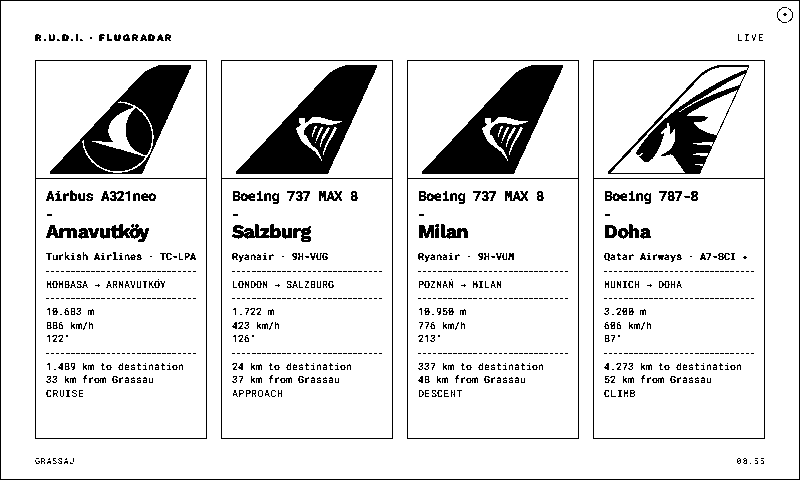 R.U.D.I. · FLUGRADAR
LIVE
Airbus A321neo
-
Arnavutköy
Turkish Airlines · TC-LPA
MOMBASA → ARNAVUTKÖY
10.683 m
886 km/h
122°
1.489 km to destination
33 km from Grassau
CRUISE
Boeing 737 MAX 8
-
Salzburg
Ryanair · 9H-VUG
LONDON → SALZBURG
1.722 m
423 km/h
126°
24 km to destination
37 km from Grassau
APPROACH
Boeing 737 MAX 8
-
Milan
Ryanair · 9H-VUM
POZNAŃ → MILAN
10.950 m
776 km/h
213°
337 km to destination
48 km from Grassau
DESCENT
Boeing 787-8
-
Doha
Qatar Airways · A7-BCI ✦
MUNICH → DOHA
3.200 m
606 km/h
87°
4.273 km to destination
52 km from Grassau
CLIMB
GRASSAU
08.55